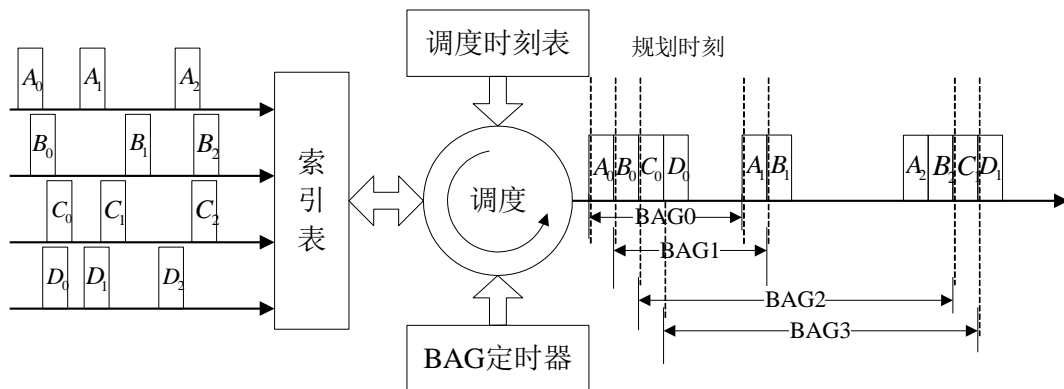 调度时刻表
规划时刻
A₀ A₁ A₂
B₀ B₁ B₂
C₀ C₁ C₂
D₀ D₁ D₂
索引表
调度
A₀ B₀ C₀ D₀ A₁ B₁ A₂ B₂ C D₁
BAG0
BAG1
BAG2
BAG3
BAG定时器